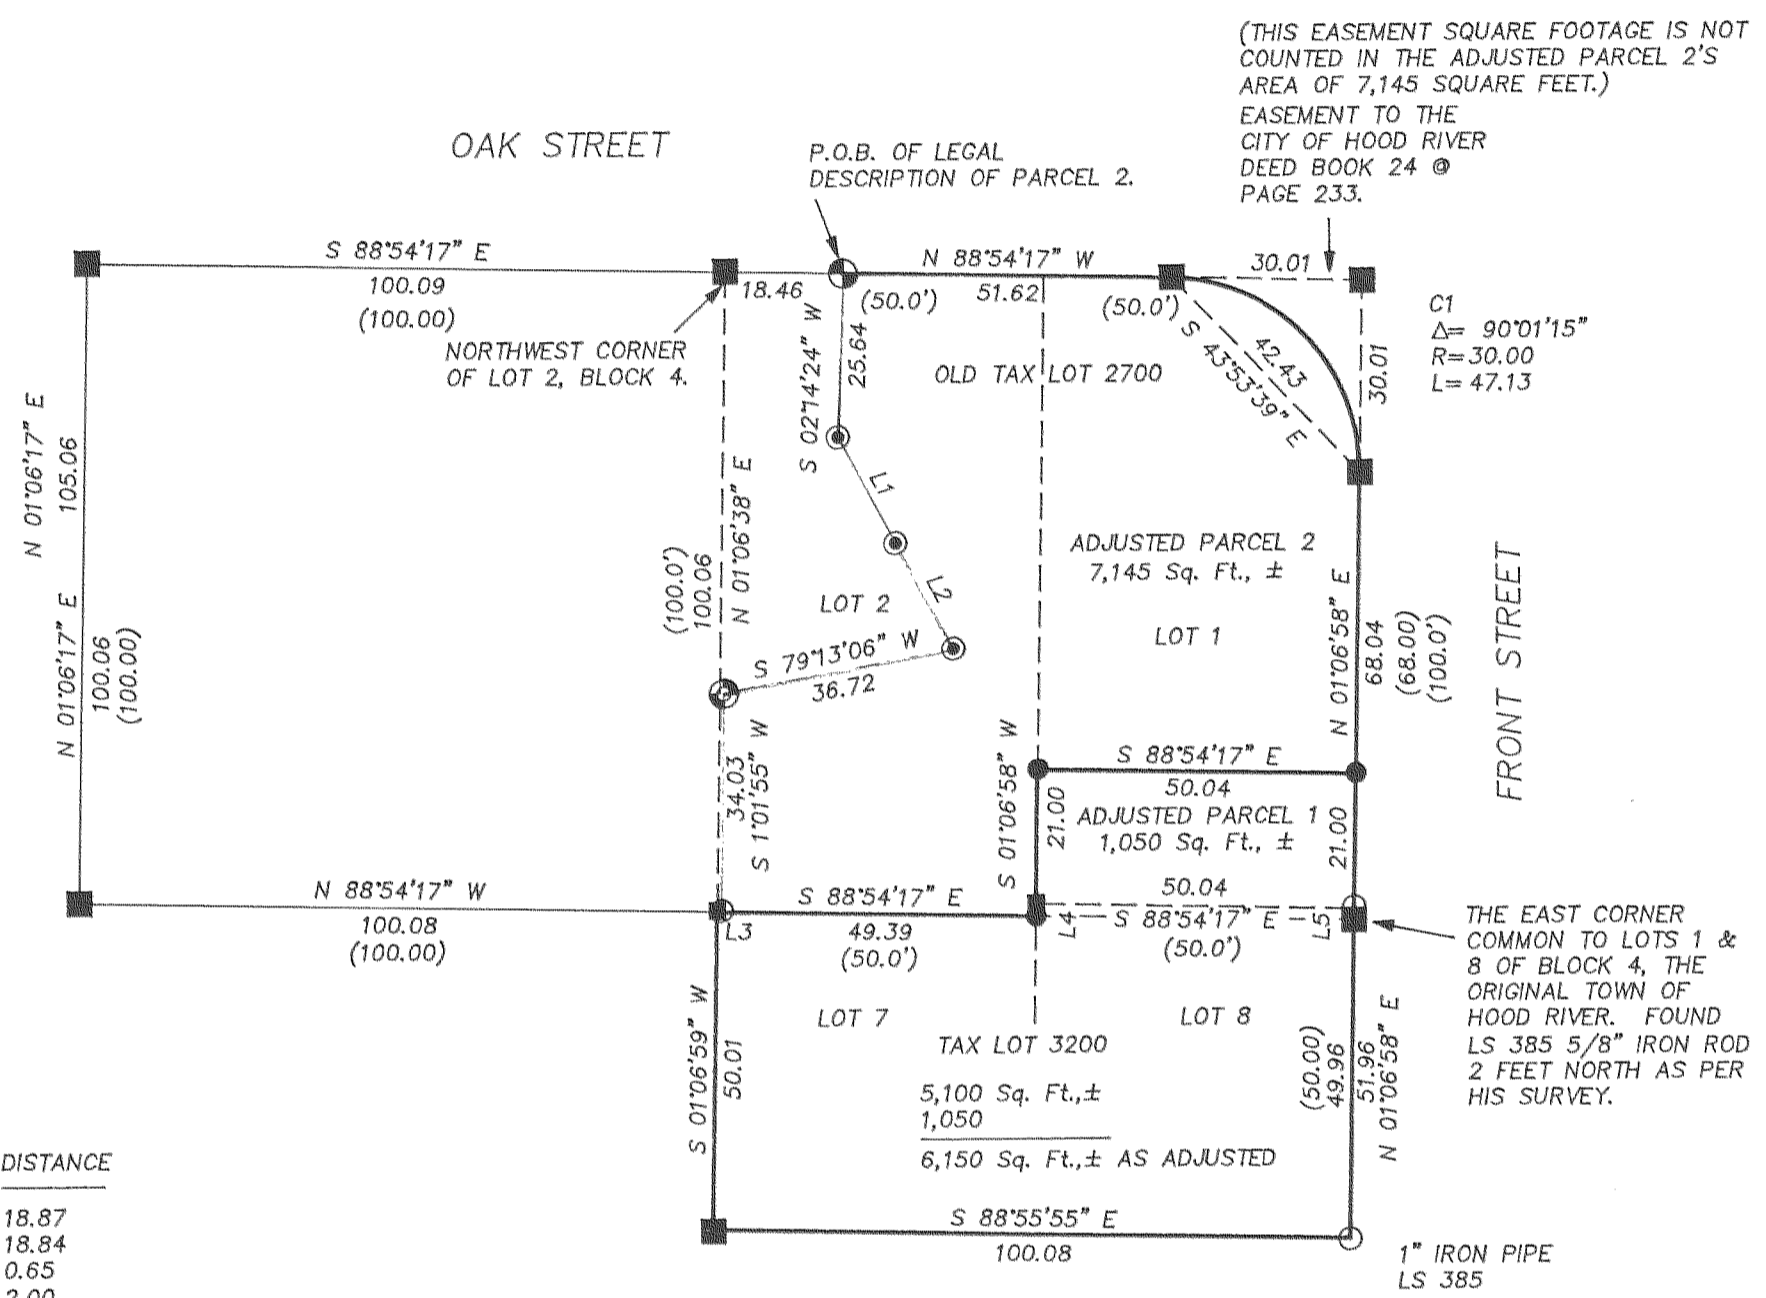 (THIS EASEMENT SQUARE FOOTAGE IS NOT
COUNTED IN THE ADJUSTED PARCEL 2'S
AREA OF 7,145 SQUARE FEET.)
EASEMENT TO THE
CITY OF HOOD RIVER
DEED BOOK 24 @
PAGE 233.
OAK STREET
P.O.B. OF LEGAL
DESCRIPTION OF PARCEL 2.
S 88°54'17" E
100.09
(100.00)
18.46
N 88°54'17" W
(50.0')
51.62
(50.0')
30.01
NORTHWEST CORNER
OF LOT 2, BLOCK 4.
S 02°14'24" W
25.64
OLD TAX LOT 2700
42.43
S 43°53'39" E
30.01
C1
Δ= 90°01'15"
R=30.00
L= 47.13
N 01°06'17" E
105.06
N 01°06'17" E
100.06
(100.00)
(100.0')
100.06
N 01°06'38" E
L1
L2
LOT 2
S 79°13'06" W
36.72
ADJUSTED PARCEL 2
7,145 Sq. Ft., ±
LOT 1
N 01°06'58" E
68.04
(68.00)
(100.0')
FRONT STREET
34.03
S 1°01'55" W
S 01°06'58" W
S 88°54'17" E
50.04
21.00
ADJUSTED PARCEL 1
1,050 Sq. Ft., ±
21.00
50.04
N 88°54'17" W
100.08
(100.00)
L3
S 88°54'17" E
49.39
(50.0')
L4
S 88°54'17" E
L5
(50.0')
THE EAST CORNER
COMMON TO LOTS 1 &
8 OF BLOCK 4, THE
ORIGINAL TOWN OF
HOOD RIVER. FOUND
LS 385 5/8" IRON ROD
2 FEET NORTH AS PER
HIS SURVEY.
S 01°06'59" W
50.01
LOT 7
LOT 8
TAX LOT 3200
5,100 Sq. Ft.,±
1,050
6,150 Sq. Ft.,± AS ADJUSTED
(50.00)
49.96
51.96
N 01°06'58" E
S 88°55'55" E
100.08
1" IRON PIPE
LS 385
DISTANCE
18.87
18.84
0.65
2.00